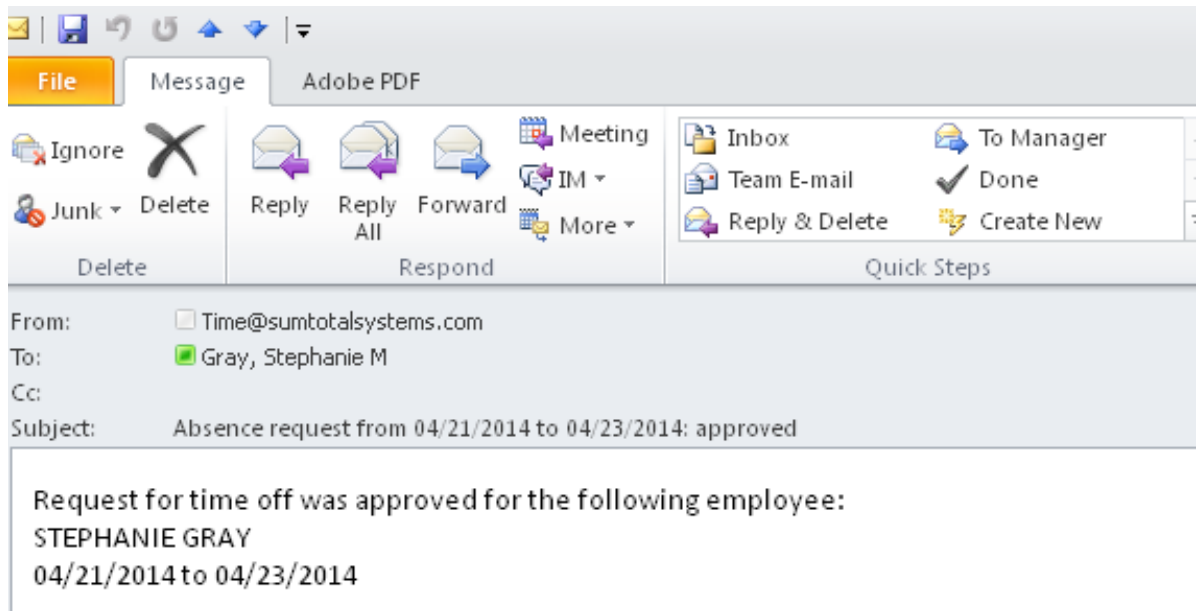 File Message Adobe PDF
Ignore
Junk
Delete
Reply
Reply All
Forward
Meeting
IM
More
Inbox
Team E-mail
Reply & Delete
To Manager
Done
Create New
Delete Respond Quick Steps
From: Time@sumtotalsystems.com
To: Gray, Stephanie M
Cc:
Subject: Absence request from 04/21/2014 to 04/23/2014: approved
Request for time off was approved for the following employee:
STEPHANIE GRAY
04/21/2014 to 04/23/2014